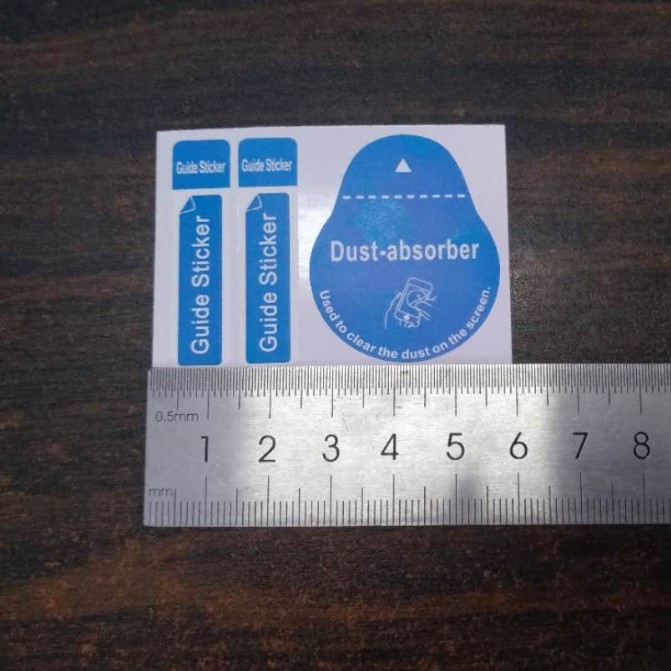 Guide Sticker
Guide Sticker
Guide Sticker
Guide Sticker
Dust-absorber
Used to clear the dust on the screen.
0.5mm
1 2 3 4 5 6 7 8
mm